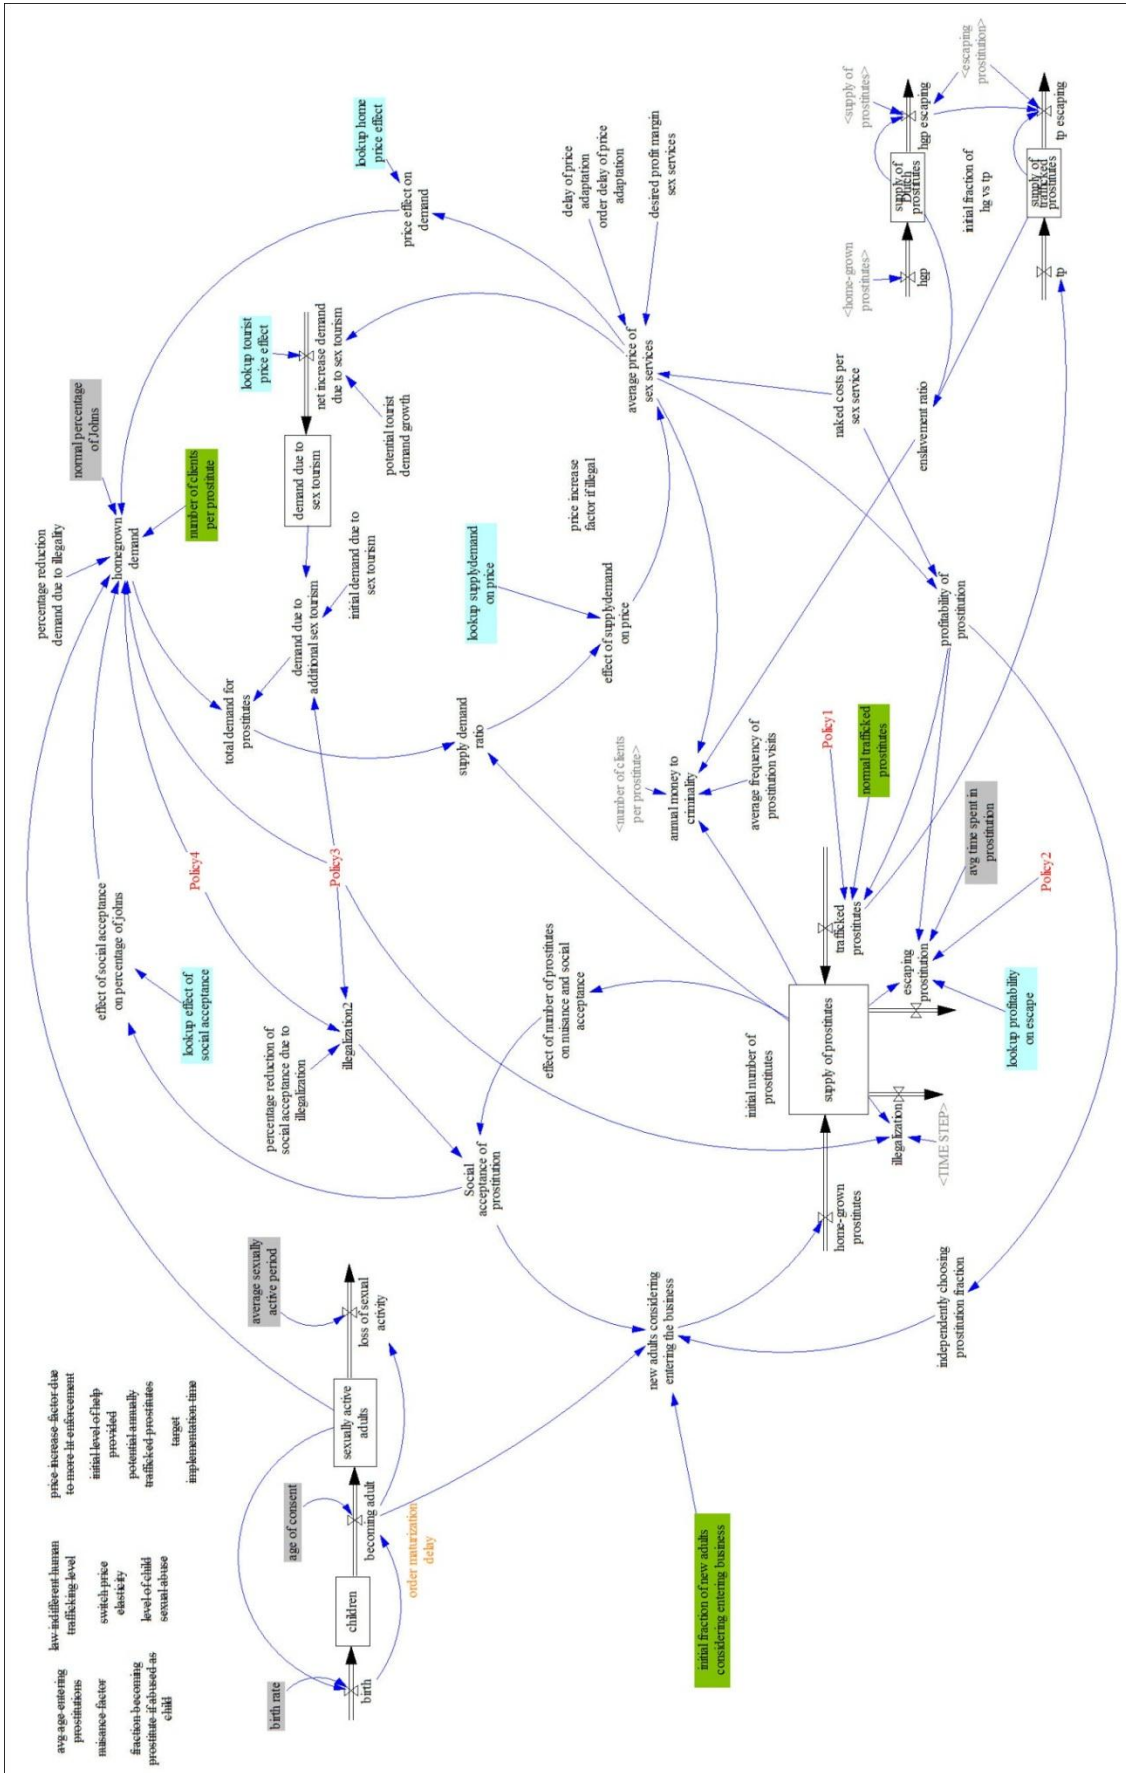 avg age entering
prostitutions
nuisance factor
fraction becoming
prostitute if abused as
child
law indifferent human
trafficking level
switch price
elasticity
level of child
sexual abuse
price increase factor due
to more ltr enforcement
initial level of help
provided
potential annually
trafficked prostitutes
target
implementation time
birth rate
birth
children
age of consent
becoming adult
order maturization
delay
sexually active
adults
average sexually
active period
loss of sexual
activity
initial fraction of new adults
considering entering business
new adults considering
entering the business
independently choosing
prostitution fraction
Social
acceptance of
prostitution
effect of social acceptance
on percentage of johns
lookup effect of
social acceptance
percentage reduction of
social acceptance due to
illegalization
illegalization2
effect of number of prostitutes
on nuisance and social
acceptance
Policy4
Policy3
initial number of
prostitutes
home-grown
prostitutes
supply of prostitutes
illegalization
<TIME STEP>
trafficked
prostitutes
escaping
prostitution
lookup profitability
on escape
Policy2
avg time spent in
prostitution
normal trafficked
prostitutes
Policy1
percentage reduction
demand due to illegality
homegrown
demand
normal percentage
of Johns
number of clients
per prostitute
total demand for
prostitutes
demand due to
additional sex tourism
initial demand due to
sex tourism
demand due to
sex tourism
lookup tourist
price effect
net increase demand
due to sex tourism
potential tourist
demand growth
supply demand
ratio
lookup supplydemand
on price
effect of supplydemand
on price
price increase
factor if illegal
<number of clients
per prostitute>
annual money to
criminality
average frequency of
prostitution visits
lookup home
price effect
price effect on
demand
delay of price
adaptation
order delay of price
adaptation
desired profit margin
sex services
average price of
sex services
naked costs per
sex service
enslavement ratio
profitability of
prostitution
<home-grown
prostitutes>
hgp
supply of
Dutch
prostitutes
<supply of
prostitutes>
hgp escaping
<escaping
prostitution>
initial fraction of
hg vs tp
tp
supply of
trafficked
prostitutes
tp escaping